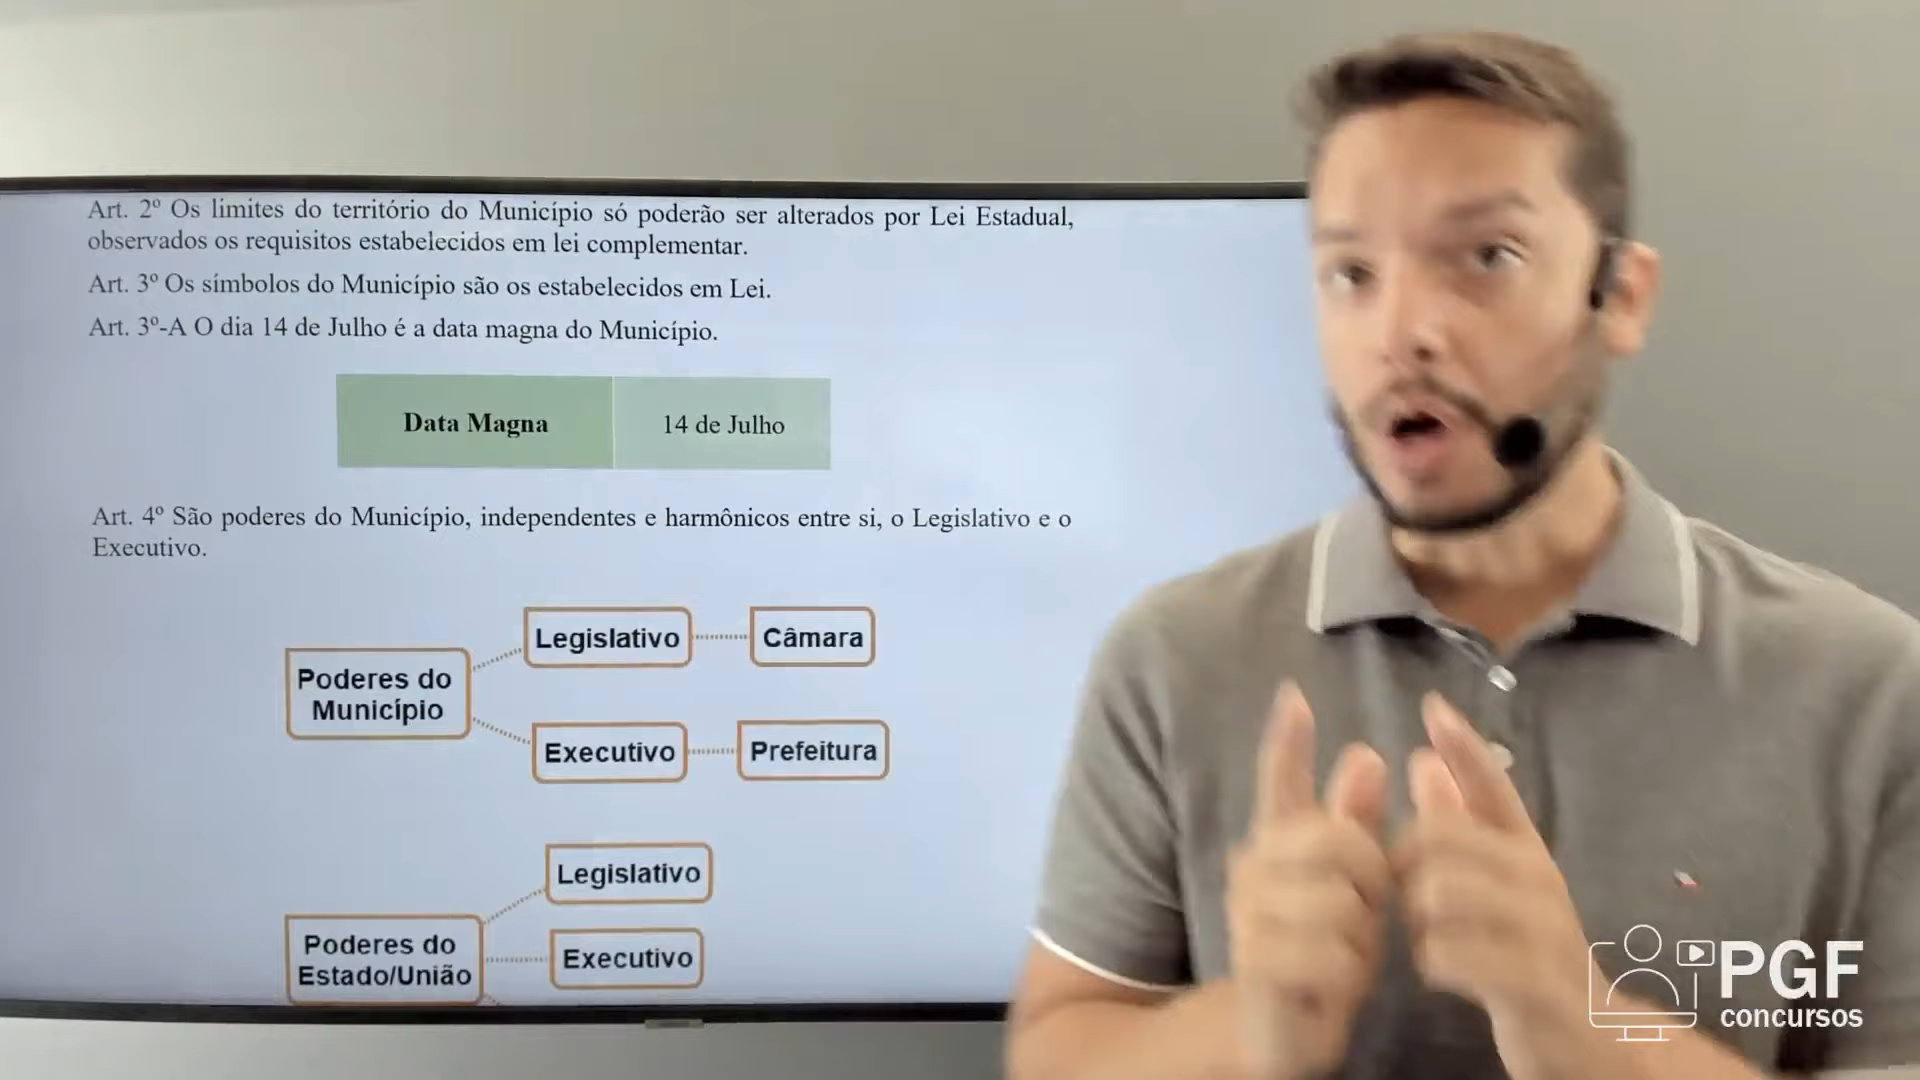 Art. 2º Os limites do território do Município só poderão ser alterados por Lei Estadual,
observados os requisitos estabelecidos em lei complementar.
Art. 3º Os símbolos do Município são os estabelecidos em Lei.
Art. 3º-A O dia 14 de Julho é a data magna do Município.
Data Magna 14 de Julho
Art. 4º São poderes do Município, independentes e harmônicos entre si, o Legislativo e o
Executivo.
Legislativo
Câmara
Poderes do
Município
Executivo
Prefeitura
Legislativo
Poderes do
Estado/União
Executivo
PGF
concursos